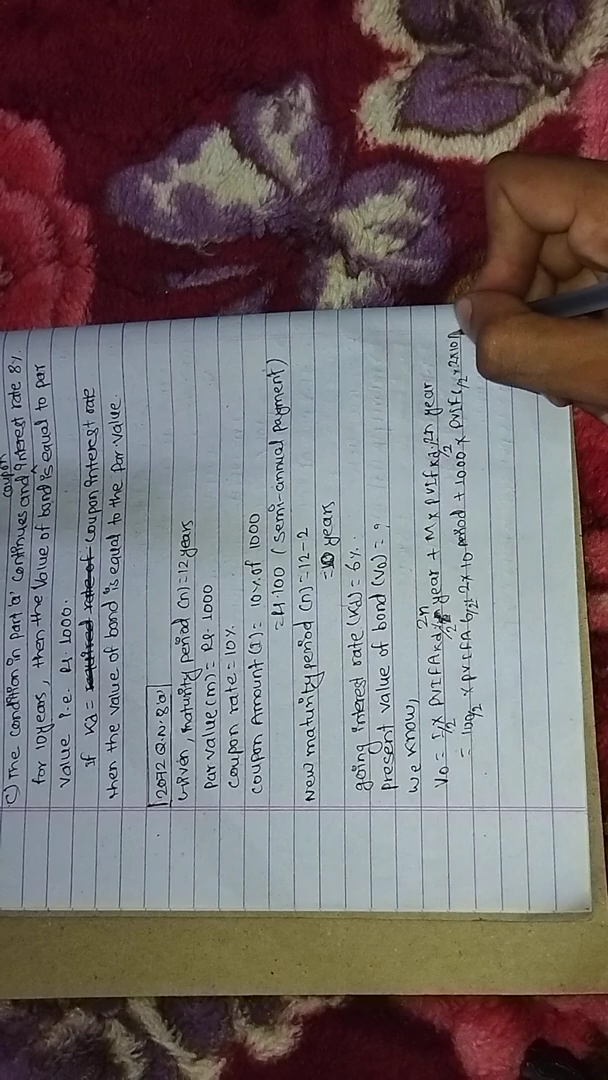 coupon
c) The condition in part 'a' continues and interest rate 8%
for 10 years, then the value of bond is equal to par
value i.e. Rs. 1000.
If Kd = required rate of coupon interest rate
then the value of bond is equal to the par value.
2072 Q.N. 8 'a'
Given, maturity period (n) = 12 years
Par value (M) = Rs. 1000
Coupon rate = 10%
Coupon Amount (I) = 10% of 1000
= Rs. 100 (semi-annual payment)
New maturity period (n) = 12 - 2
= 10 years
going interest rate (Kd) = 6%
present value of bond (Vo) = ?
We know,
Vo = I/2 x PVIFA Kd/2, 2n year + M x PVIF Kd/2, 2n year
= 100/2 x PVIFA 6/2, 2x10 period + 1000 x PVIF 6/2 x 2x10 p